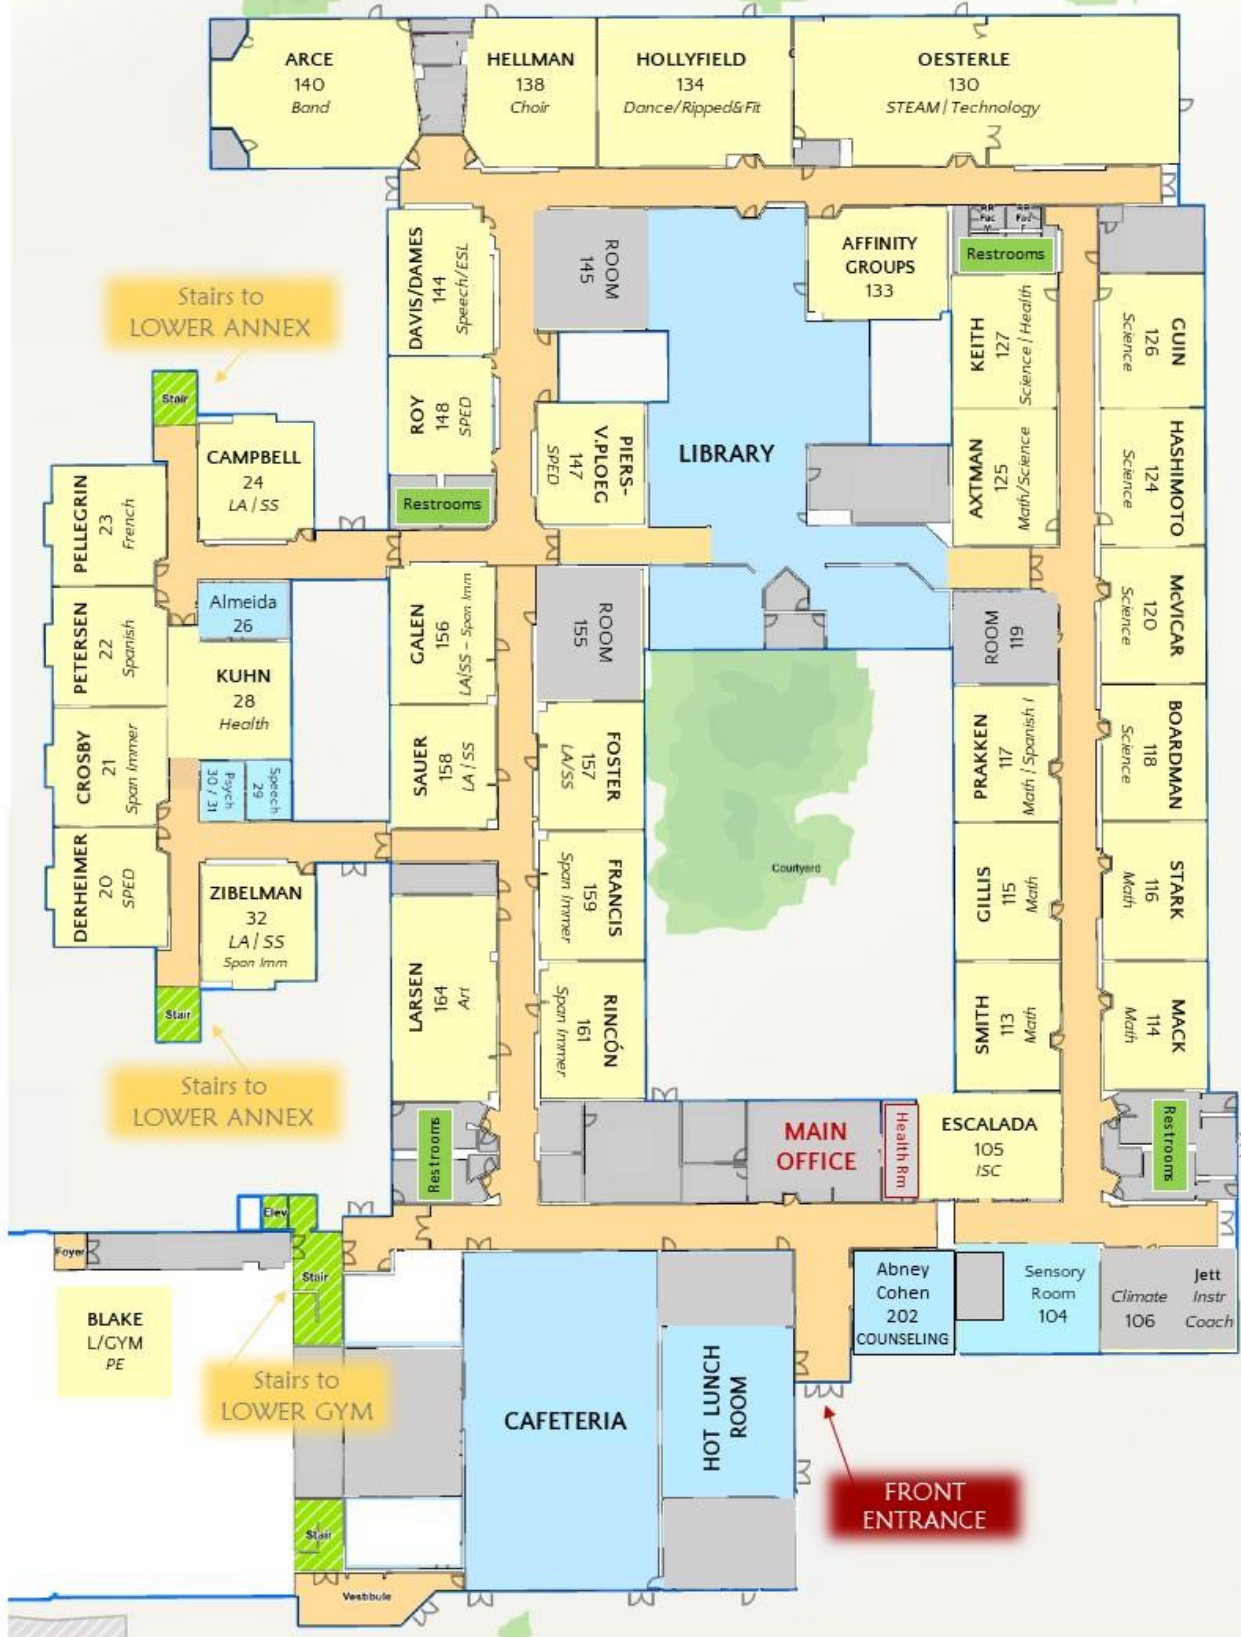 ARCE
140
Band
HELLMAN
138
Choir
HOLLYFIELD
134
Dance/Ripped&Fit
OESTERLE
130
STEAM | Technology
DAVIS/DAMES
144
Speech/ESL
ROOM
145
LIBRARY
AFFINITY
GROUPS
133
RR
Fac
M
RR
Fac
F
Restrooms
KEITH
127
Science | Health
GUIN
126
Science
Stairs to
LOWER ANNEX
Stair
ROY
148
SPED
PIERS-
V.PLOEG
147
SPED
AXTMAN
125
Math/Science
HASHIMOTO
124
Science
CAMPBELL
24
LA | SS
PELLEGRIN
23
French
Restrooms
PETERSEN
22
Spanish
Almeida
26
KUHN
28
Health
GALEN
156
LA/SS – Span Imm
ROOM
155
ROOM
119
McVICAR
120
Science
CROSBY
21
Span Immer
Psych
30 / 31
Speech
29
SAUER
158
LA | SS
FOSTER
157
LA/SS
PRAKKEN
117
Math | Spanish I
BOARDMAN
118
Science
DERHEIMER
20
SPED
ZIBELMAN
32
LA | SS
Span Imm
FRANCIS
159
Span Immer
Courtyard
GILLIS
115
Math
STARK
116
Math
LARSEN
164
Art
RINCÓN
161
Span Immer
SMITH
113
Math
MACK
114
Math
Stair
Stairs to
LOWER ANNEX
Restrooms
MAIN
OFFICE
Health Rm
ESCALADA
105
ISC
Restrooms
Elev
Foyer
Stair
BLAKE
L/GYM
PE
Stairs to
LOWER GYM
CAFETERIA
HOT LUNCH
ROOM
Abney
Cohen
202
COUNSELING
Sensory
Room
104
Climate
106
Jett
Instr
Coach
FRONT
ENTRANCE
Stair
Vestibule